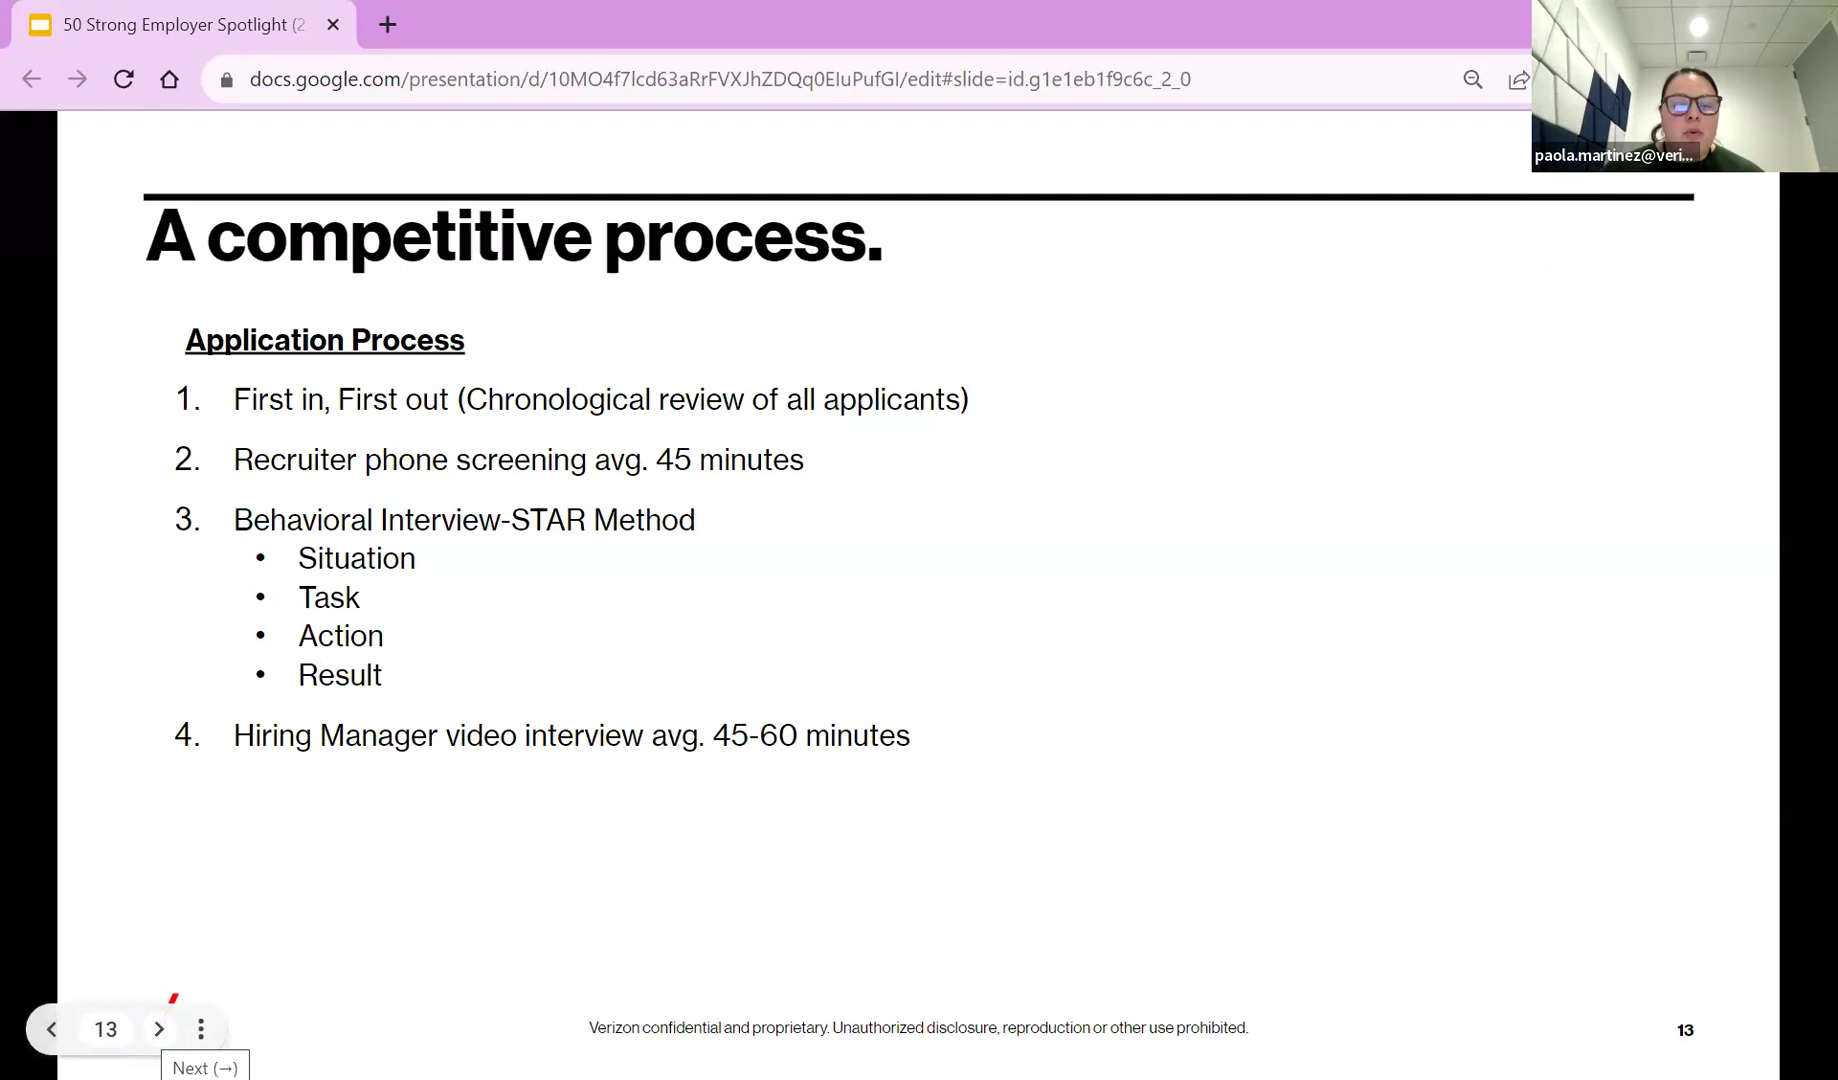 50 Strong Employer Spotlight (2
docs.google.com/presentation/d/10MO4f7lcd63aRrFVXJhZDQq0EIuPufGI/edit#slide=id.g1e1eb1f9c6c_2_0
paola.martinez@veri...
A competitive process.
Application Process
1. First in, First out (Chronological review of all applicants)
2. Recruiter phone screening avg. 45 minutes
3. Behavioral Interview-STAR Method
• Situation
• Task
• Action
• Result
4. Hiring Manager video interview avg. 45-60 minutes
13
Verizon confidential and proprietary. Unauthorized disclosure, reproduction or other use prohibited.
13
Next (→)